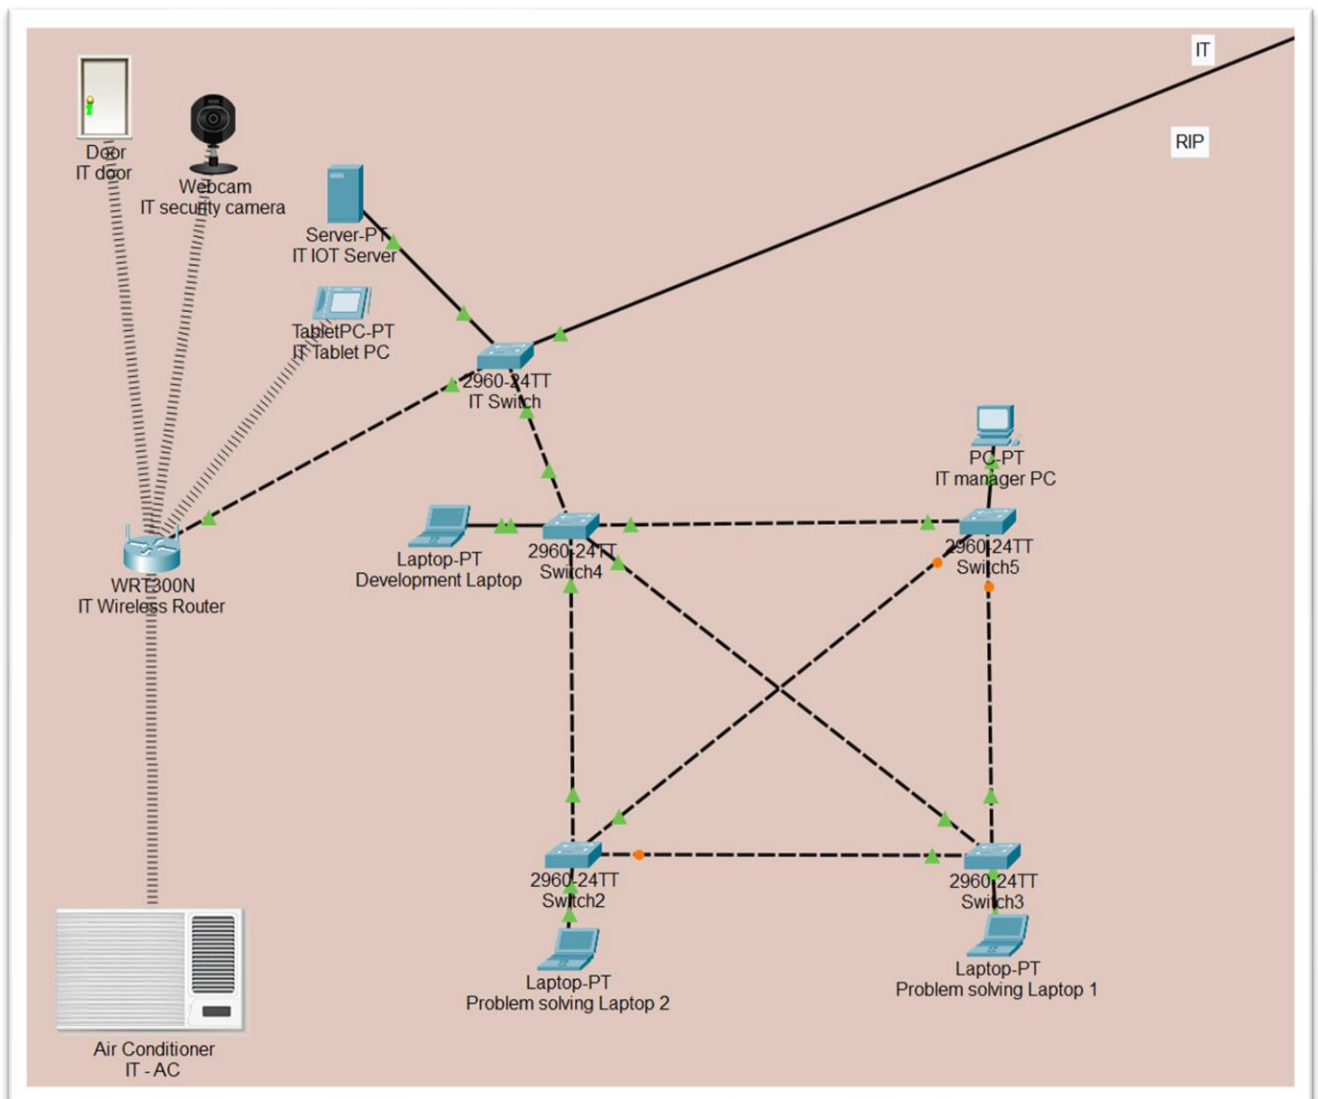 IT
RIP
Door
IT door
Webcam
IT security camera
Server-PT
IT IOT Server
TabletPC-PT
IT Tablet PC
2960-24TT
IT Switch
PC-PT
IT manager PC
Laptop-PT
Development Laptop
2960-24TT
Switch4
2960-24TT
Switch5
WRT300N
IT Wireless Router
2960-24TT
Switch2
2960-24TT
Switch3
Laptop-PT
Problem solving Laptop 2
Laptop-PT
Problem solving Laptop 1
Air Conditioner
IT - AC